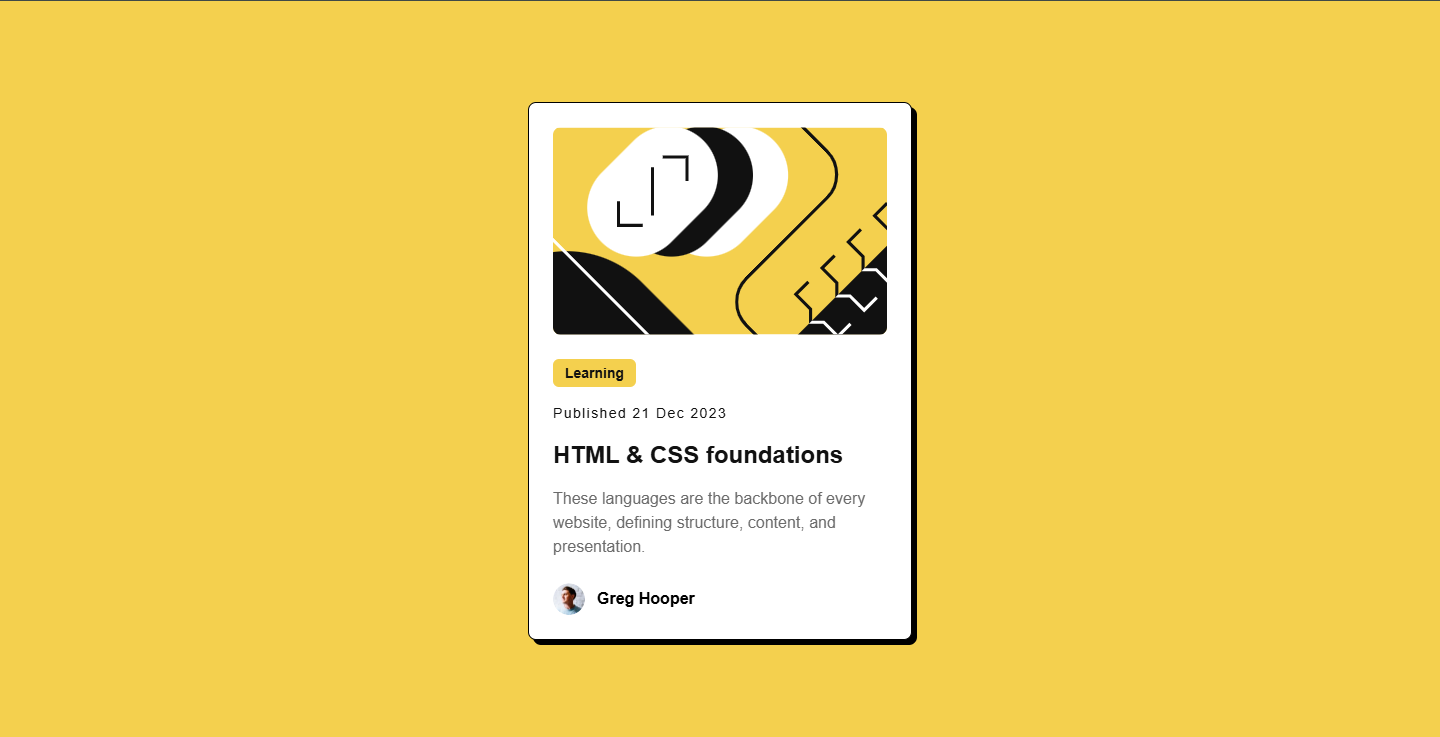 Learning
Published 21 Dec 2023
HTML & CSS foundations
These languages are the backbone of every
website, defining structure, content, and
presentation.
Greg Hooper